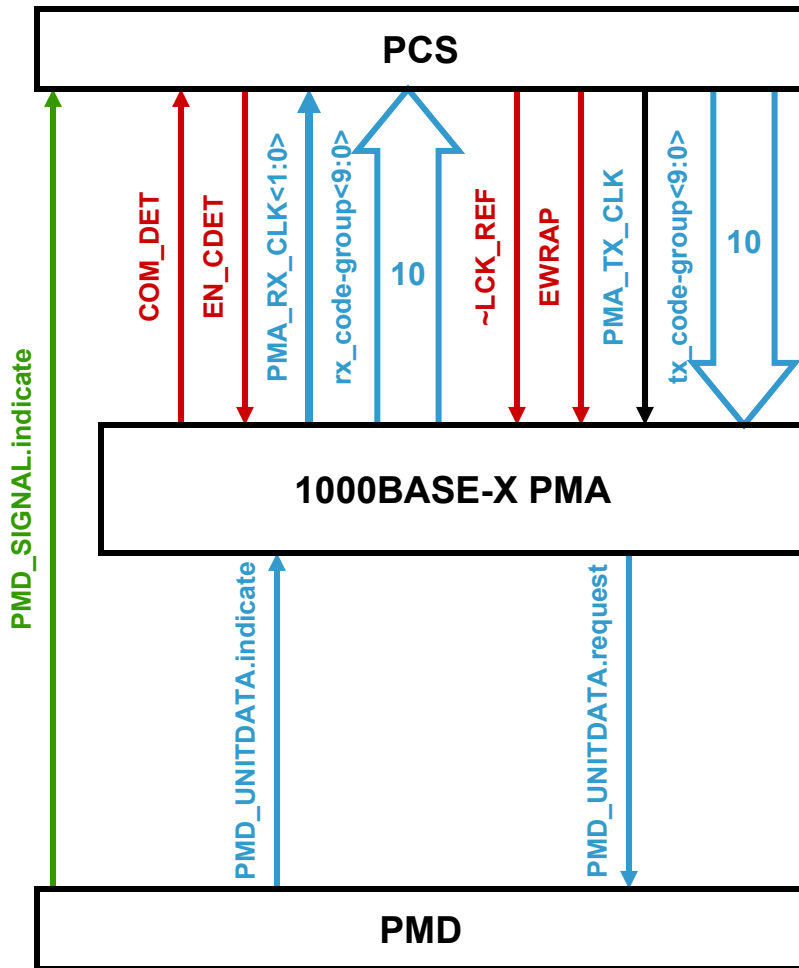 PCS
PMD_SIGNAL.indicate
COM_DET
EN_CDET
PMA_RX_CLK<1:0>
rx_code-group<9:0>
10
~LCK_REF
EWRAP
PMA_TX_CLK
tx_code-group<9:0>
10
1000BASE-X PMA
PMD_UNITDATA.indicate
PMD_UNITDATA.request
PMD